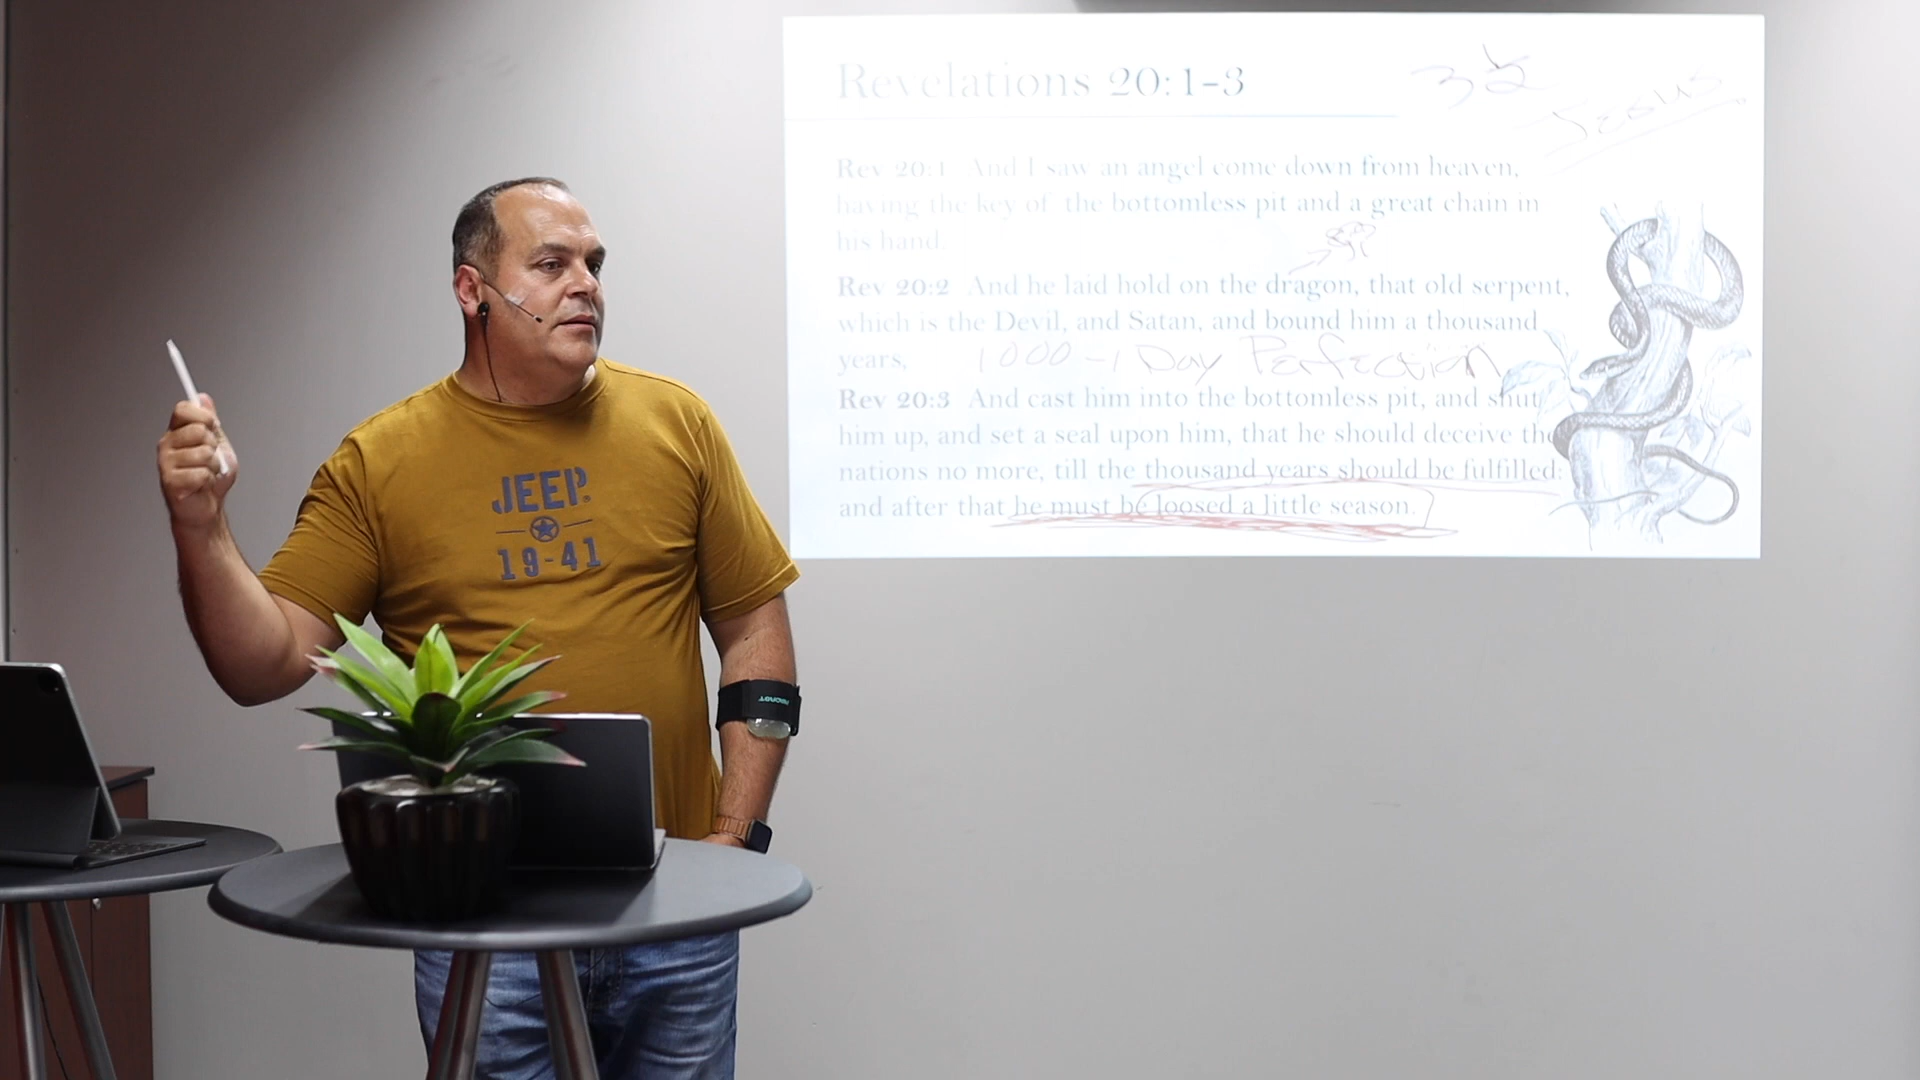 Revelations 20:1-3
3 1/2
Jesus
Rev 20:1 And I saw an angel come down from heaven,
having the key of the bottomless pit and a great chain in
his hand.
Rev 20:2 And he laid hold on the dragon, that old serpent,
which is the Devil, and Satan, and bound him a thousand
years,
1000 - 1 Day Perfection
Rev 20:3 And cast him into the bottomless pit, and shut
him up, and set a seal upon him, that he should deceive the
nations no more, till the thousand years should be fulfilled:
and after that he must be loosed a little season.
JEEP.
19-41